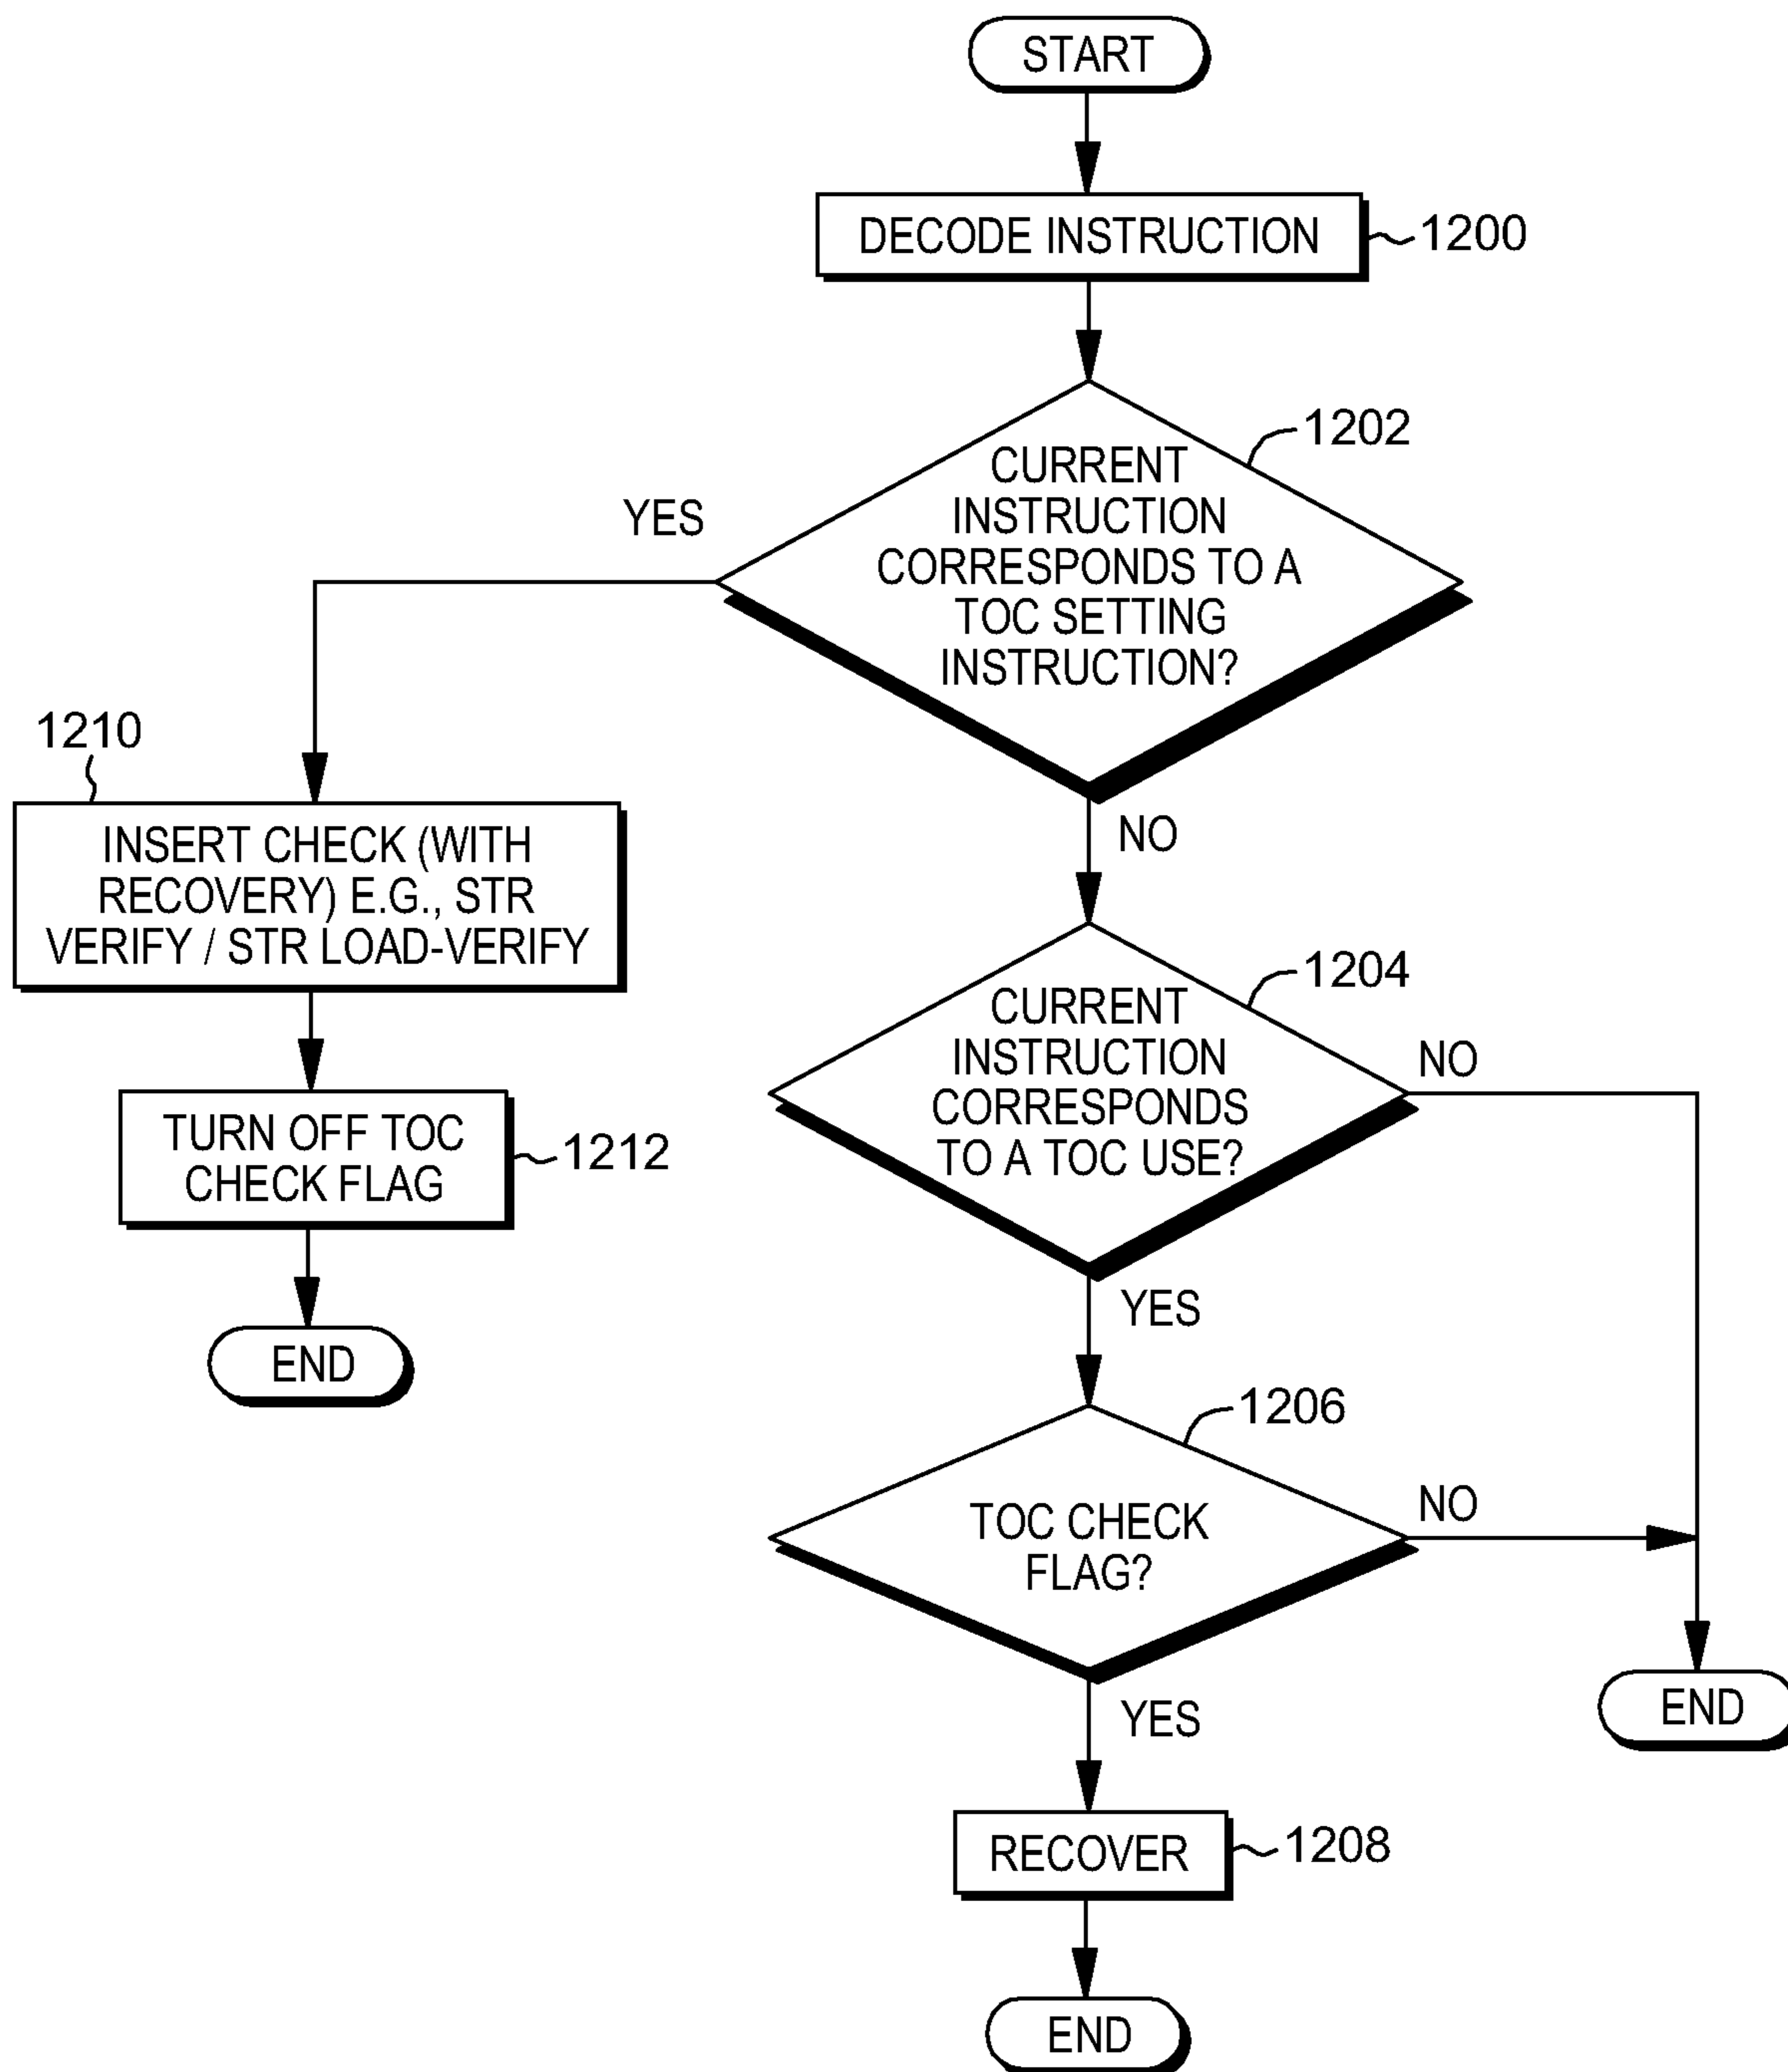 START
DECODE INSTRUCTION
1200
1202
CURRENT
INSTRUCTION
CORRESPONDS TO A
TOC SETTING
INSTRUCTION?
YES
NO
1210
INSERT CHECK (WITH
RECOVERY) E.G., STR
VERIFY / STR LOAD-VERIFY
TURN OFF TOC
CHECK FLAG
1212
END
1204
CURRENT
INSTRUCTION
CORRESPONDS
TO A TOC USE?
NO
YES
1206
TOC CHECK
FLAG?
NO
YES
END
RECOVER
1208
END